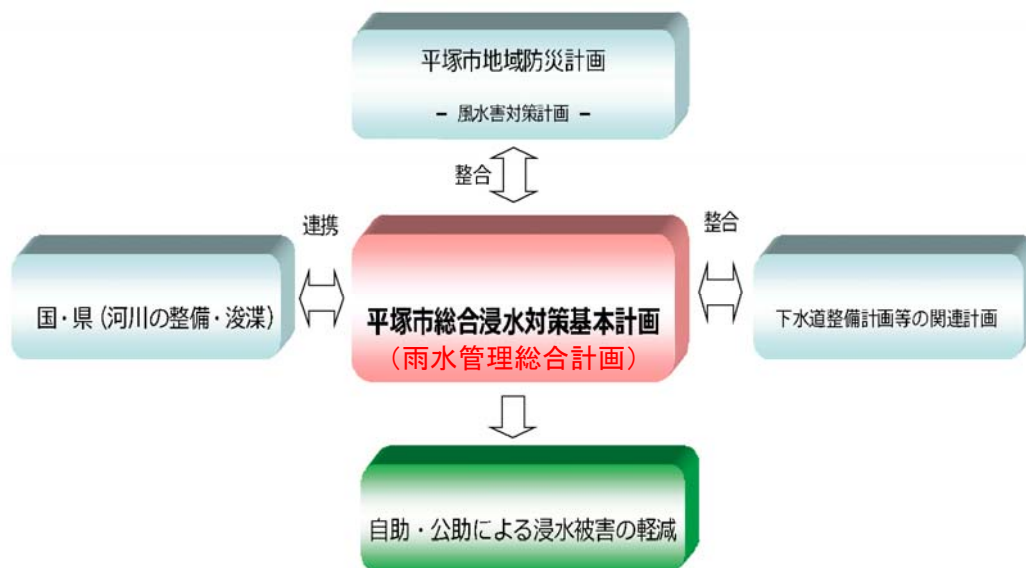 平塚市地域防災計画
－ 風水害対策計画 －
整合
連携
整合
国・県(河川の整備・浚渫)
平塚市総合浸水対策基本計画
(雨水管理総合計画)
下水道整備計画等の関連計画
自助・公助による浸水被害の軽減